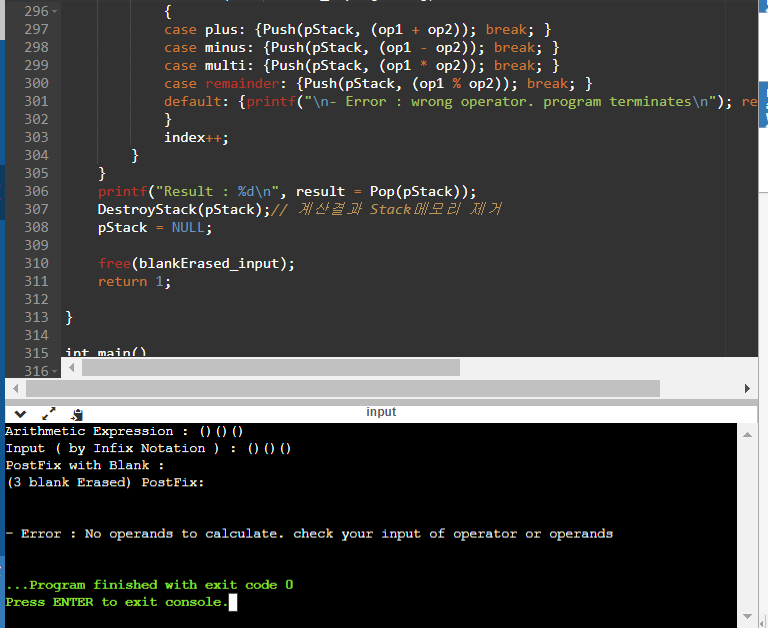 296 {
297 case plus: {Push(pStack, (op1 + op2)); break; }
298 case minus: {Push(pStack, (op1 - op2)); break; }
299 case multi: {Push(pStack, (op1 * op2)); break; }
300 case remainder: {Push(pStack, (op1 % op2)); break; }
301 default: {printf("\n- Error : wrong operator. program terminates\n"); re
302 }
303 index++;
304 }
305 }
306 printf("Result : %d\n", result = Pop(pStack));
307 DestroyStack(pStack);// 계산결과 Stack메모리 제거
308 pStack = NULL;
309
310 free(blankErased_input);
311 return 1;
312
313 }
314
315 int main()
316
input
Arithmetic Expression : ()()()
Input ( by Infix Notation ) : ()()()
PostFix with Blank :
(3 blank Erased) PostFix:
- Error : No operands to calculate. check your input of operator or operands
...Program finished with exit code 0
Press ENTER to exit console.